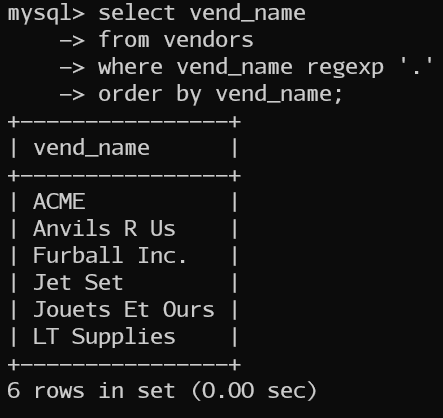 mysql> select vend_name
    -> from vendors
    -> where vend_name regexp '.'
    -> order by vend_name;
+----------------+
| vend_name      |
+----------------+
| ACME           |
| Anvils R Us    |
| Furball Inc.   |
| Jet Set        |
| Jouets Et Ours |
| LT Supplies    |
+----------------+
6 rows in set (0.00 sec)